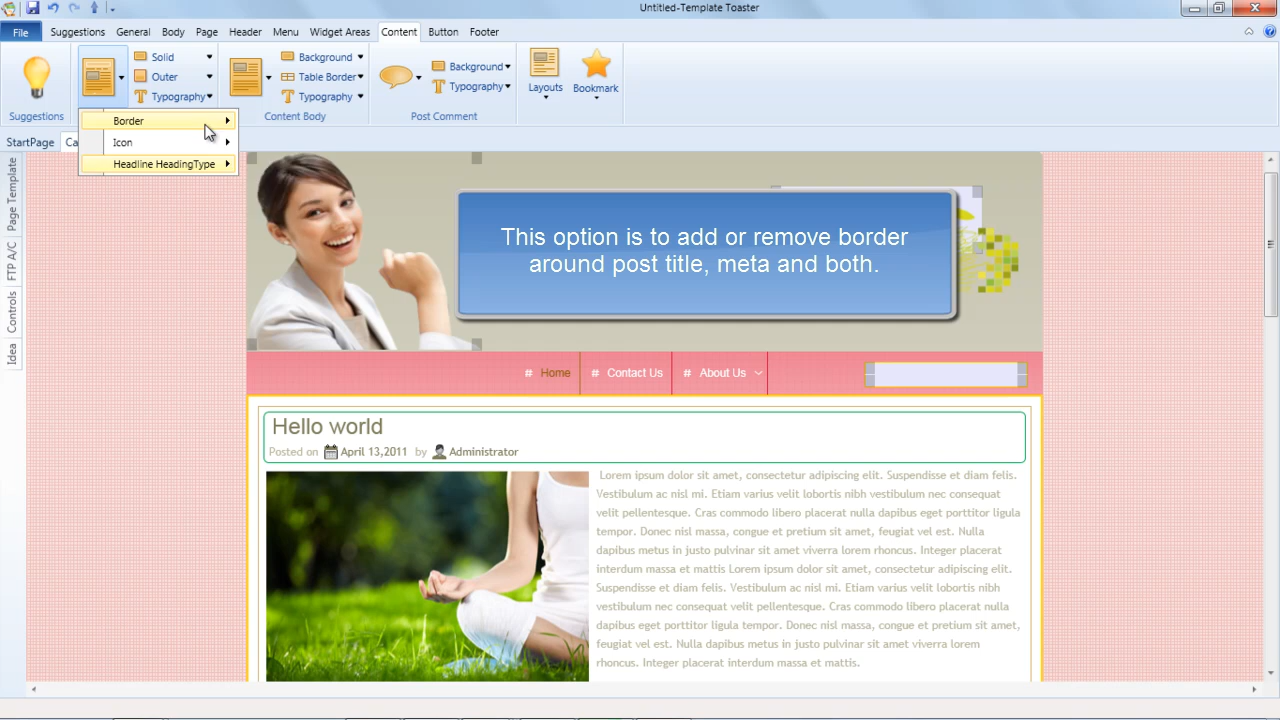 Untitled-Template Toaster
File Suggestions General Body Page Header Menu Widget Areas Content Button Footer
Solid
Outer
Typography
Background
Table Border
Typography
Background
Typography
Layouts
Bookmark
Suggestions
Content Body
Post Comment
Border
Icon
Headline HeadingType
StartPage
Ca
Page Template
FTP A/C
Controls
Idea
This option is to add or remove border
around post title, meta and both.
# Home # Contact Us # About Us
Hello world
Posted on April 13,2011 by Administrator
Lorem ipsum dolor sit amet, consectetur adipiscing elit. Suspendisse et diam felis.
Vestibulum ac nisl mi. Etiam varius velit lobortis nibh vestibulum nec consequat
velit pellentesque. Cras commodo libero placerat nulla dapibus eget porttitor ligula
tempor. Donec nisl massa, congue et pretium sit amet, feugiat vel est. Nulla
dapibus metus in justo pulvinar sit amet viverra lorem rhoncus. Integer placerat
interdum massa et mattis Lorem ipsum dolor sit amet, consectetur adipiscing elit.
Suspendisse et diam felis. Vestibulum ac nisl mi. Etiam varius velit lobortis nibh
vestibulum nec consequat velit pellentesque. Cras commodo libero placerat nulla
dapibus eget porttitor ligula tempor. Donec nisl massa, congue et pretium sit amet,
feugiat vel est. Nulla dapibus metus in justo pulvinar sit amet viverra lorem
rhoncus. Integer placerat interdum massa et mattis.